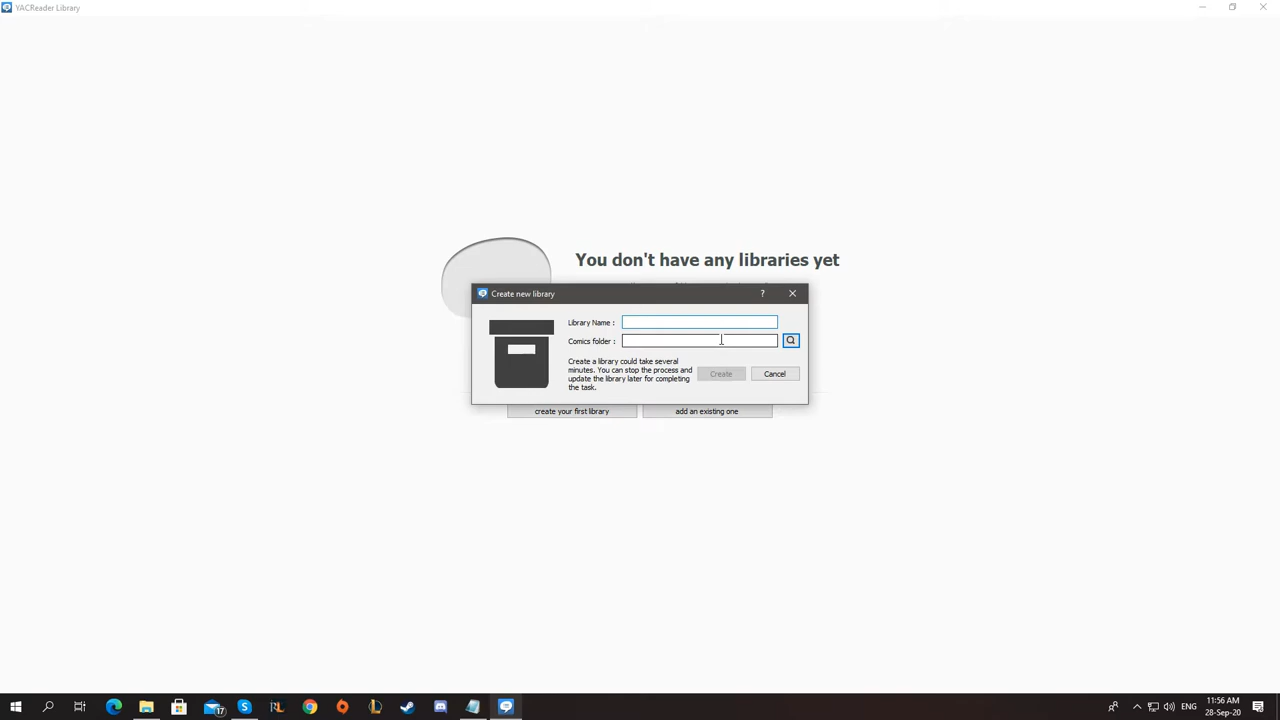 YACReader Library
You don't have any libraries yet
Create new library
?
Library Name :
Comics folder :
Create a library could take several
minutes. You can stop the process and
update the library later for completing
the task.
Create
Cancel
create your first library
add an existing one
17
ENG
11:56 AM
28-Sep-20